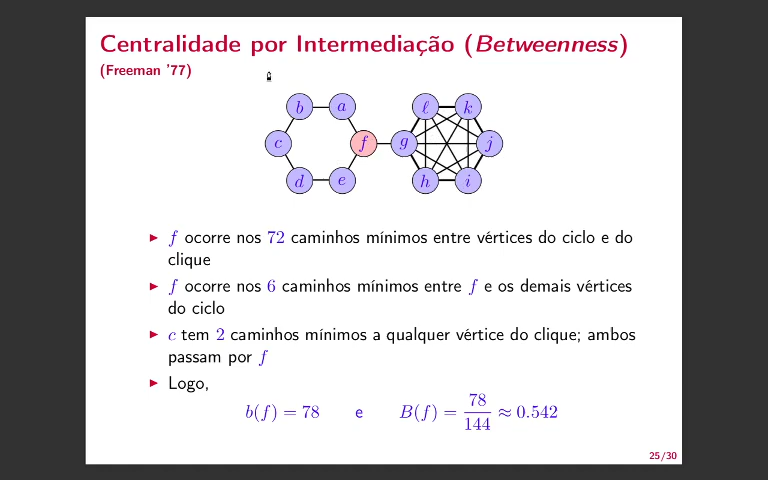 Centralidade por Intermediação (Betweenness)
(Freeman '77)
b a ℓ k
c f g j
d e h i
▶ f ocorre nos 72 caminhos mínimos entre vértices do ciclo e do
clique
▶ f ocorre nos 6 caminhos mínimos entre f e os demais vértices
do ciclo
▶ c tem 2 caminhos mínimos a qualquer vértice do clique; ambos
passam por f
▶ Logo,
b(f) = 78 e B(f) = 78/144 ≈ 0.542
25/30